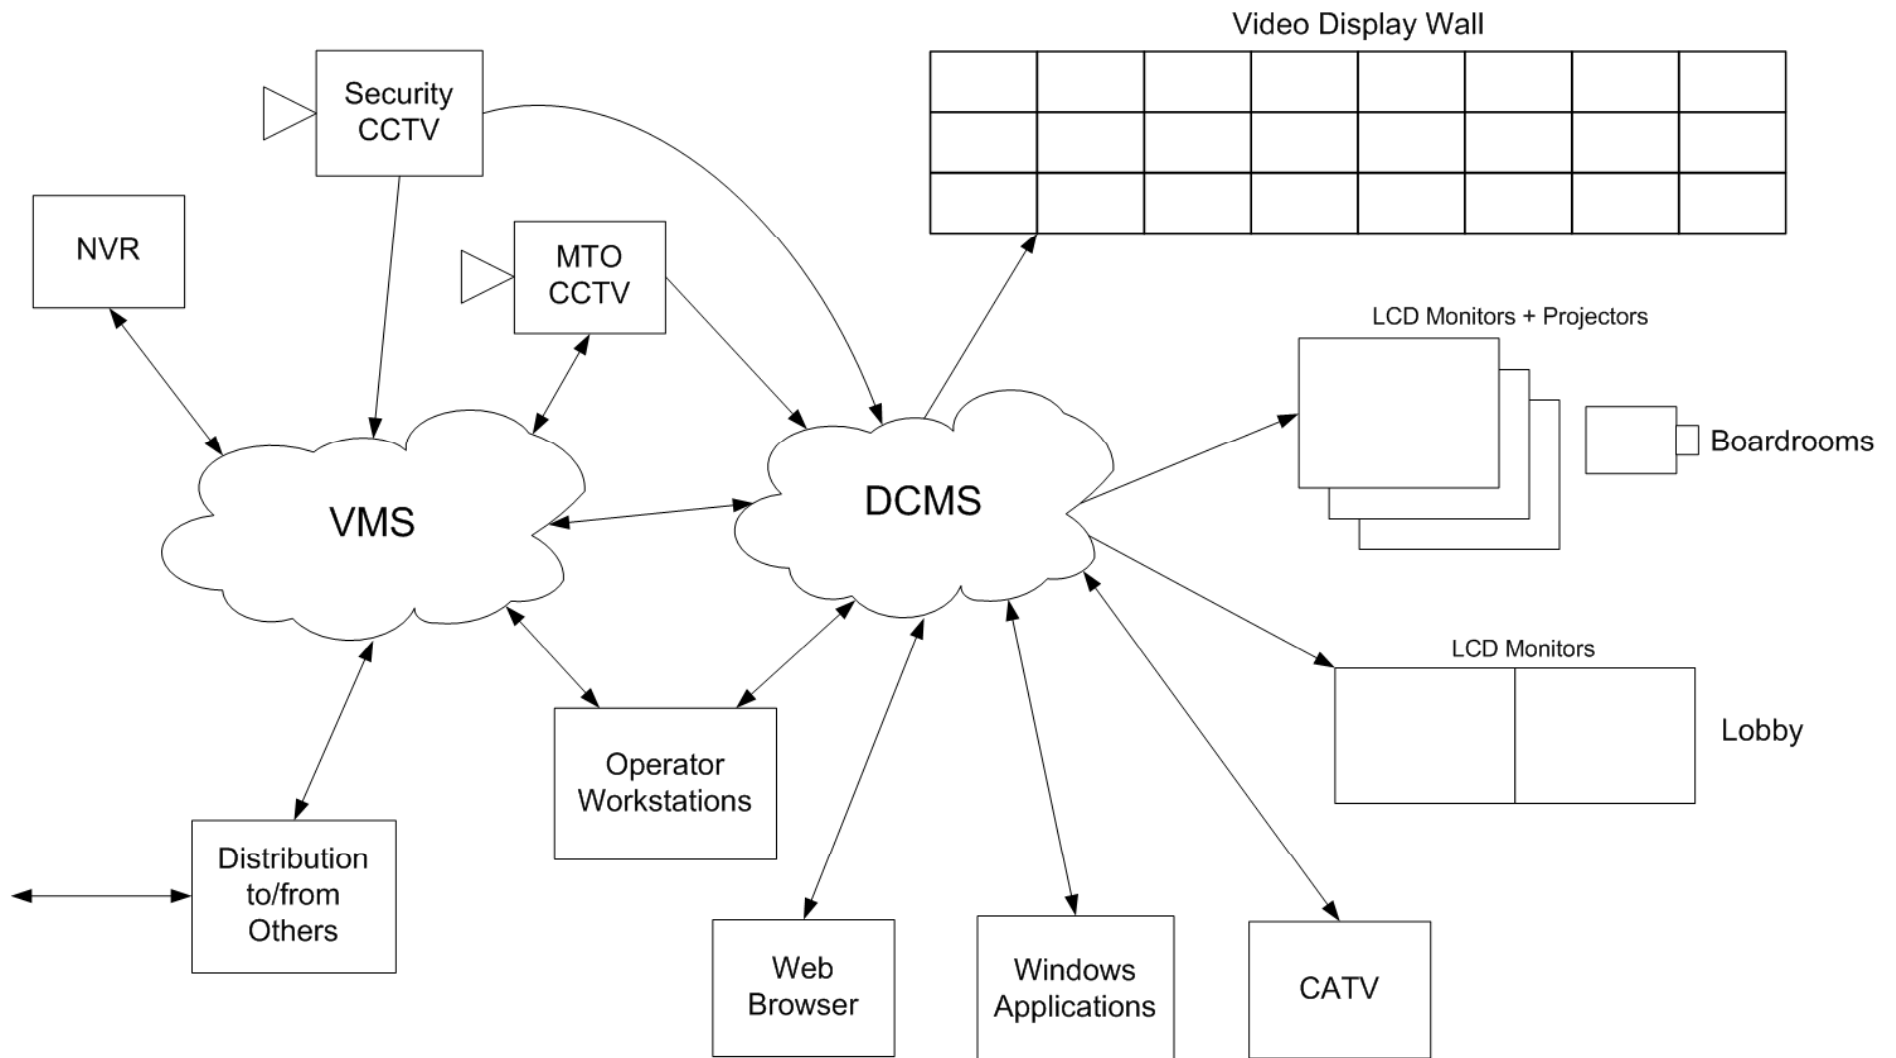 Video Display Wall
Security
CCTV
NVR
MTO
CCTV
LCD Monitors + Projectors
Boardrooms
VMS
DCMS
LCD Monitors
Lobby
Operator
Workstations
Distribution
to/from
Others
Web
Browser
Windows
Applications
CATV